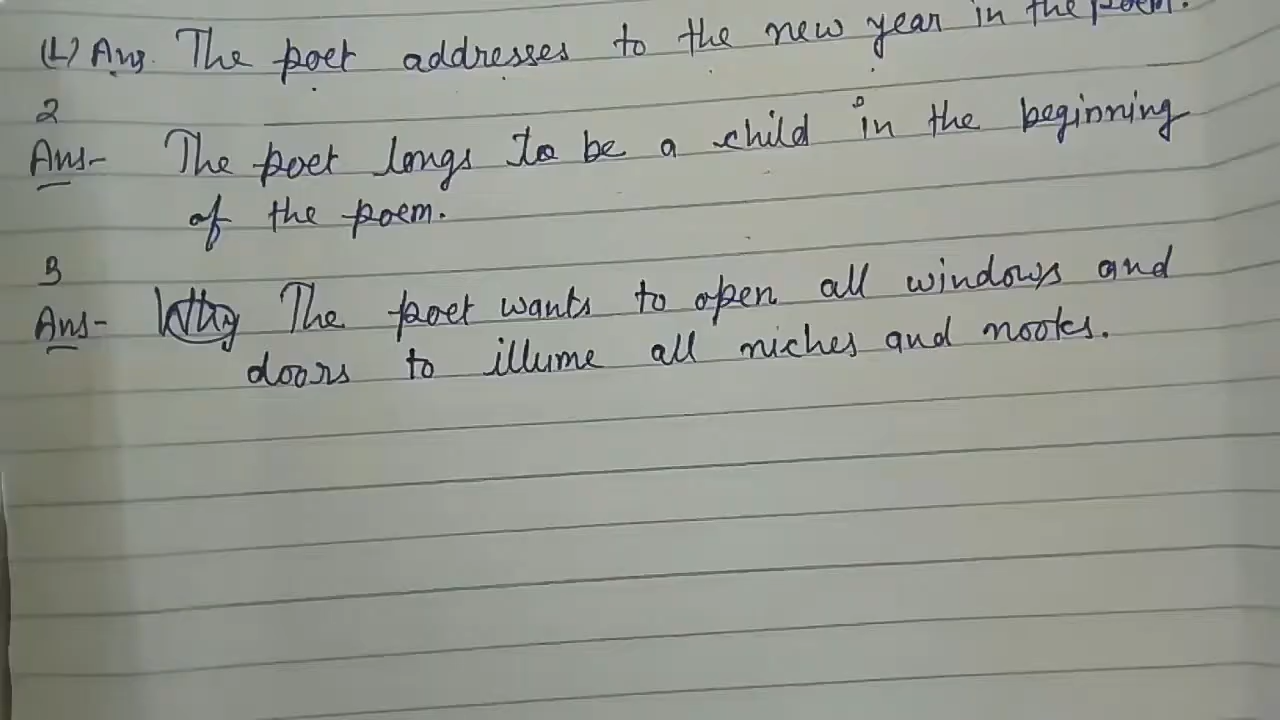 (1) Ans. The poet addresses to the new year in the poem.
2
Ans- The poet longs to be a child in the beginning
of the poem.
3
Ans- The poet wants to open all windows and
doors to illume all niches and nooks.